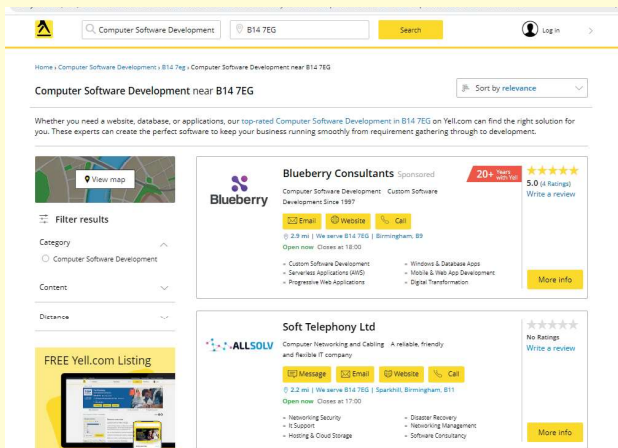 Computer Software Development
B14 7EG
Search
Log in
Home › Computer Software Development › B14 7eg › Computer Software Development near B14 7EG
Computer Software Development near B14 7EG
Sort by relevance
Whether you need a website, database, or applications, our top-rated Computer Software Development in B14 7EG on Yell.com can find the right solution for
you. These experts can create the perfect software to keep your business running smoothly from requirement gathering through to development.
View map
Filter results
Category
Computer Software Development
Content
Distance
FREE Yell.com Listing
Blueberry
Blueberry Consultants Sponsored
20+ Years with Yell
Computer Software Development Custom Software
Development Since 1997
Email
Website
Call
2.9 mi | We serve B14 7EG | Birmingham, B9
Open now Closes at 18:00
Custom Software Development
Serverless Applications (AWS)
Progressive Web Applications
Windows & Database Apps
Mobile & Web App Development
Digital Transformation
5.0 (4 Ratings)
Write a review
More info
ALLSOLV
Soft Telephony Ltd
Computer Networking and Cabling A reliable, friendly
and flexible IT company
Message
Email
Website
Call
2.2 mi | We serve B14 7EG | Sparkhill, Birmingham, B11
Open now Closes at 17:00
Networking Security
It Support
Hosting & Cloud Storage
Disaster Recovery
Networking Management
Software Consultancy
No Ratings
Write a review
More info